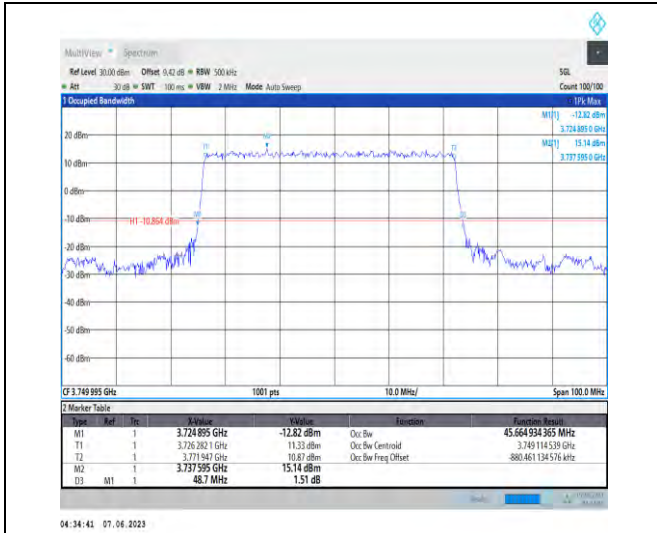 MultiView Spectrum
Ref Level 30.00 dBm Offset 9.42 dB RBW 500 kHz SGL
Att 30 dB SWT 100 ms VBW 2 MHz Mode Auto Sweep Count 100/100
1 Occupied Bandwidth 1Pk Max
M1[1] -12.82 dBm
3.724 895 0 GHz
20 dBm M2[1] 15.14 dBm
3.737 595 0 GHz
T1 M2 T2
10 dBm
0 dBm
-10 dBm H1 -10.864 dBm
-20 dBm
-30 dBm
-40 dBm
-50 dBm
-60 dBm
CF 3.749 995 GHz 1001 pts 10.0 MHz/ Span 100.0 MHz
2 Marker Table
Type Ref Trc X-Value Y-Value Function Function Result
M1 1 3.724 895 GHz -12.82 dBm Occ Bw 45.664 934 365 MHz
T1 1 3.726 282 1 GHz 11.33 dBm Occ Bw Centroid 3.749 114 539 GHz
T2 1 3.771 947 GHz 10.87 dBm Occ Bw Freq Offset -880.461 134 576 kHz
M2 1 3.737 595 GHz 15.14 dBm
D3 M1 1 48.7 MHz 1.51 dB
04:34:41 07.06.2023